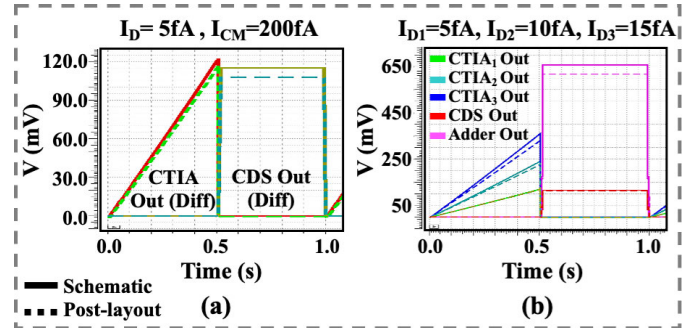 I_D= 5fA , I_CM=200fA
120.0
90.0
60.0
30.0
0.0
V (mV)
CTIA
Out (Diff)
CDS Out
(Diff)
0.0
0.5
1.0
Time (s)
Schematic
Post-layout
(a)
I_D1=5fA, I_D2=10fA, I_D3=15fA
650
450
250
50
V (mV)
CTIA₁ Out
CTIA₂ Out
CTIA₃ Out
CDS Out
Adder Out
0.0
0.5
1.0
Time (s)
(b)